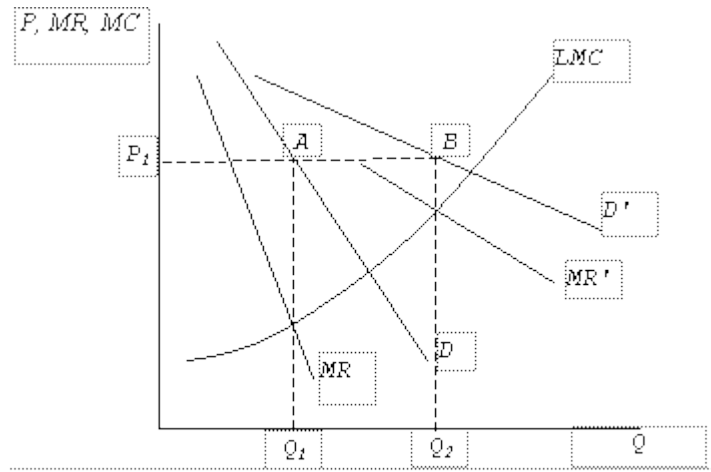 P, MR, MC
LMC
A
B
P₁
D'
MR'
D
MR
Q₁
Q₂
Q